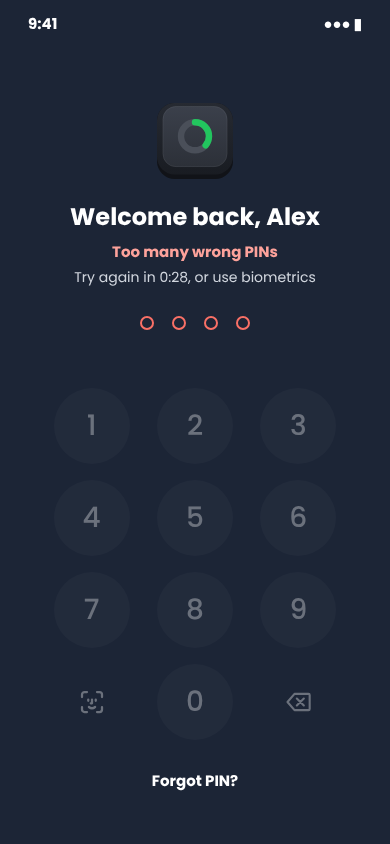 9:41
Welcome back, Alex
Too many wrong PINs
Try again in 0:28, or use biometrics
1 2 3
4 5 6
7 8 9
0
Forgot PIN?